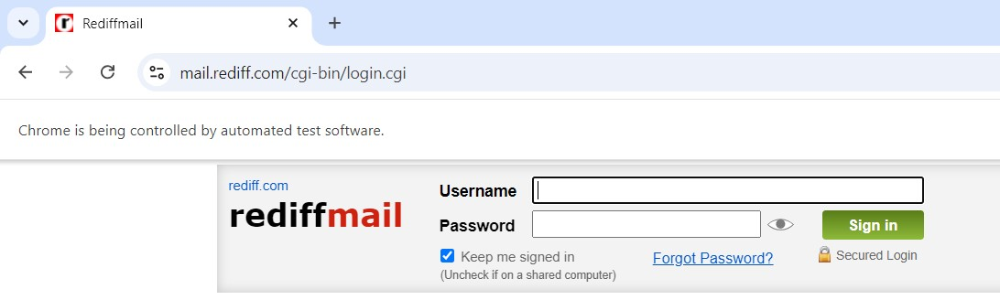 Rediffmail
mail.rediff.com/cgi-bin/login.cgi
Chrome is being controlled by automated test software.
rediff.com
rediffmail
Username
Password
Sign in
Keep me signed in
Forgot Password?
Secured Login
(Uncheck if on a shared computer)